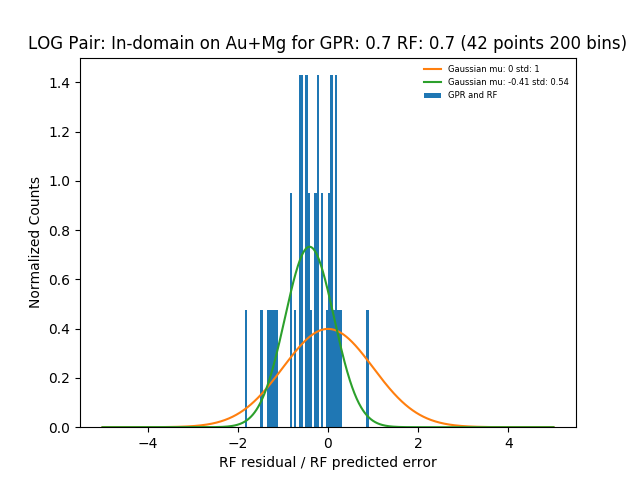 LOG Pair: In-domain on Au+Mg for GPR: 0.7 RF: 0.7 (42 points 200 bins)
Gaussian mu: 0 std: 1
Gaussian mu: -0.41 std: 0.54
GPR and RF
Normalized Counts
1.4
1.2
1.0
0.8
0.6
0.4
0.2
0.0
−4 −2 0 2 4
RF residual / RF predicted error